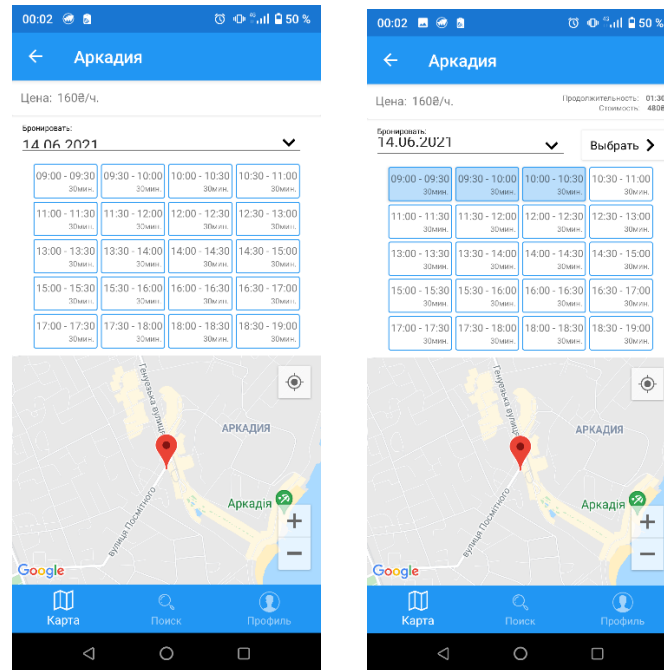 00:02 50 %
Аркадия
Цена: 160₴/ч.
Бронировать:
14.06.2021
09:00 - 09:30 09:30 - 10:00 10:00 - 10:30 10:30 - 11:00
30мин. 30мин. 30мин. 30мин.
11:00 - 11:30 11:30 - 12:00 12:00 - 12:30 12:30 - 13:00
30мин. 30мин. 30мин. 30мин.
13:00 - 13:30 13:30 - 14:00 14:00 - 14:30 14:30 - 15:00
30мин. 30мин. 30мин. 30мин.
15:00 - 15:30 15:30 - 16:00 16:00 - 16:30 16:30 - 17:00
30мин. 30мин. 30мин. 30мин.
17:00 - 17:30 17:30 - 18:00 18:00 - 18:30 18:30 - 19:00
30мин. 30мин. 30мин. 30мин.
Генуезька вулиця
АРКАДИЯ
Аркадія
вулиця Посмітного
Google
Карта Поиск Профиль
00:02 50 %
Аркадия
Цена: 160₴/ч.
Продолжительность: 01:30
Стоимость: 480₴
Бронировать:
14.06.2021
Выбрать
09:00 - 09:30 09:30 - 10:00 10:00 - 10:30 10:30 - 11:00
30мин. 30мин. 30мин. 30мин.
11:00 - 11:30 11:30 - 12:00 12:00 - 12:30 12:30 - 13:00
30мин. 30мин. 30мин. 30мин.
13:00 - 13:30 13:30 - 14:00 14:00 - 14:30 14:30 - 15:00
30мин. 30мин. 30мин. 30мин.
15:00 - 15:30 15:30 - 16:00 16:00 - 16:30 16:30 - 17:00
30мин. 30мин. 30мин. 30мин.
17:00 - 17:30 17:30 - 18:00 18:00 - 18:30 18:30 - 19:00
30мин. 30мин. 30мин. 30мин.
Генуезька вулиця
АРКАДИЯ
Аркадія
вулиця Посмітного
Google
Карта Поиск Профиль